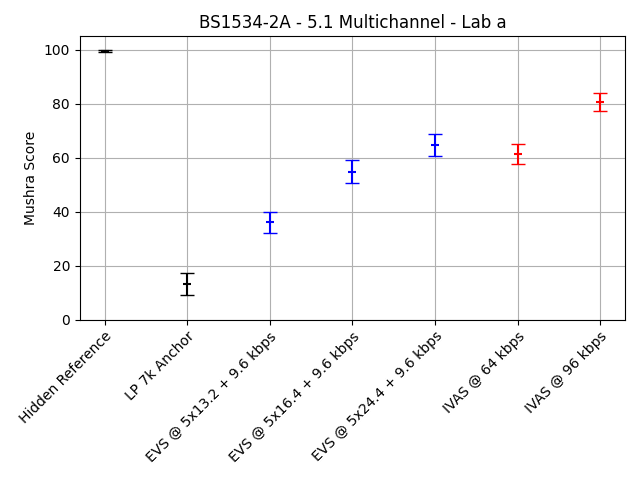 BS1534-2A - 5.1 Multichannel - Lab a
Mushra Score
100
80
60
40
20
0
Hidden Reference
LP 7k Anchor
EVS @ 5x13.2 + 9.6 kbps
EVS @ 5x16.4 + 9.6 kbps
EVS @ 5x24.4 + 9.6 kbps
IVAS @ 64 kbps
IVAS @ 96 kbps